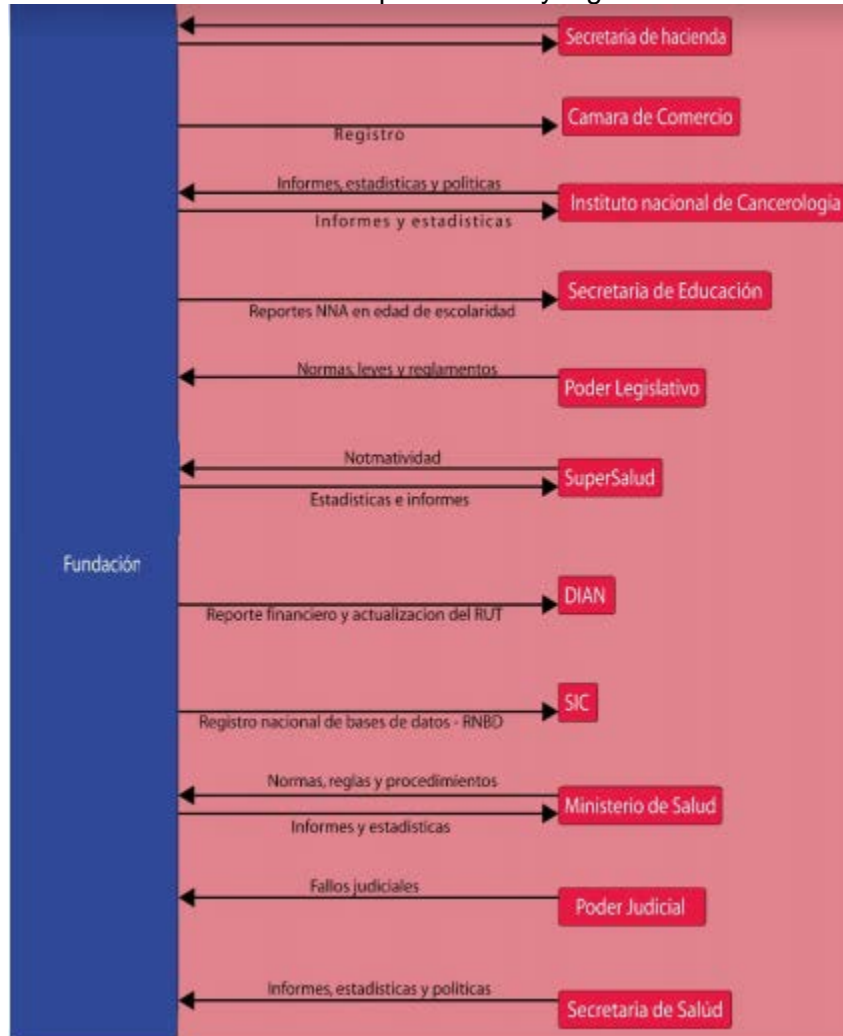 Secretaria de hacienda
Camara de Comercio
Registro
Informes, estadisticas y politicas
Instituto nacional de Cancerologia
Informes y estadisticas
Secretaria de Educación
Reportes NNA en edad de escolaridad
Normas, leyes y reglamentos
Poder Legislativo
Notmatividad
SuperSalud
Estadisticas e informes
Fundación
DIAN
Reporte financiero y actualizacion del RUT
SIC
Registro nacional de bases de datos - RNBD
Normas, reglas y procedimientos
Ministerio de Salud
Informes y estadisticas
Fallos judiciales
Poder Judicial
Informes, estadisticas y politicas
Secretaria de Salúd